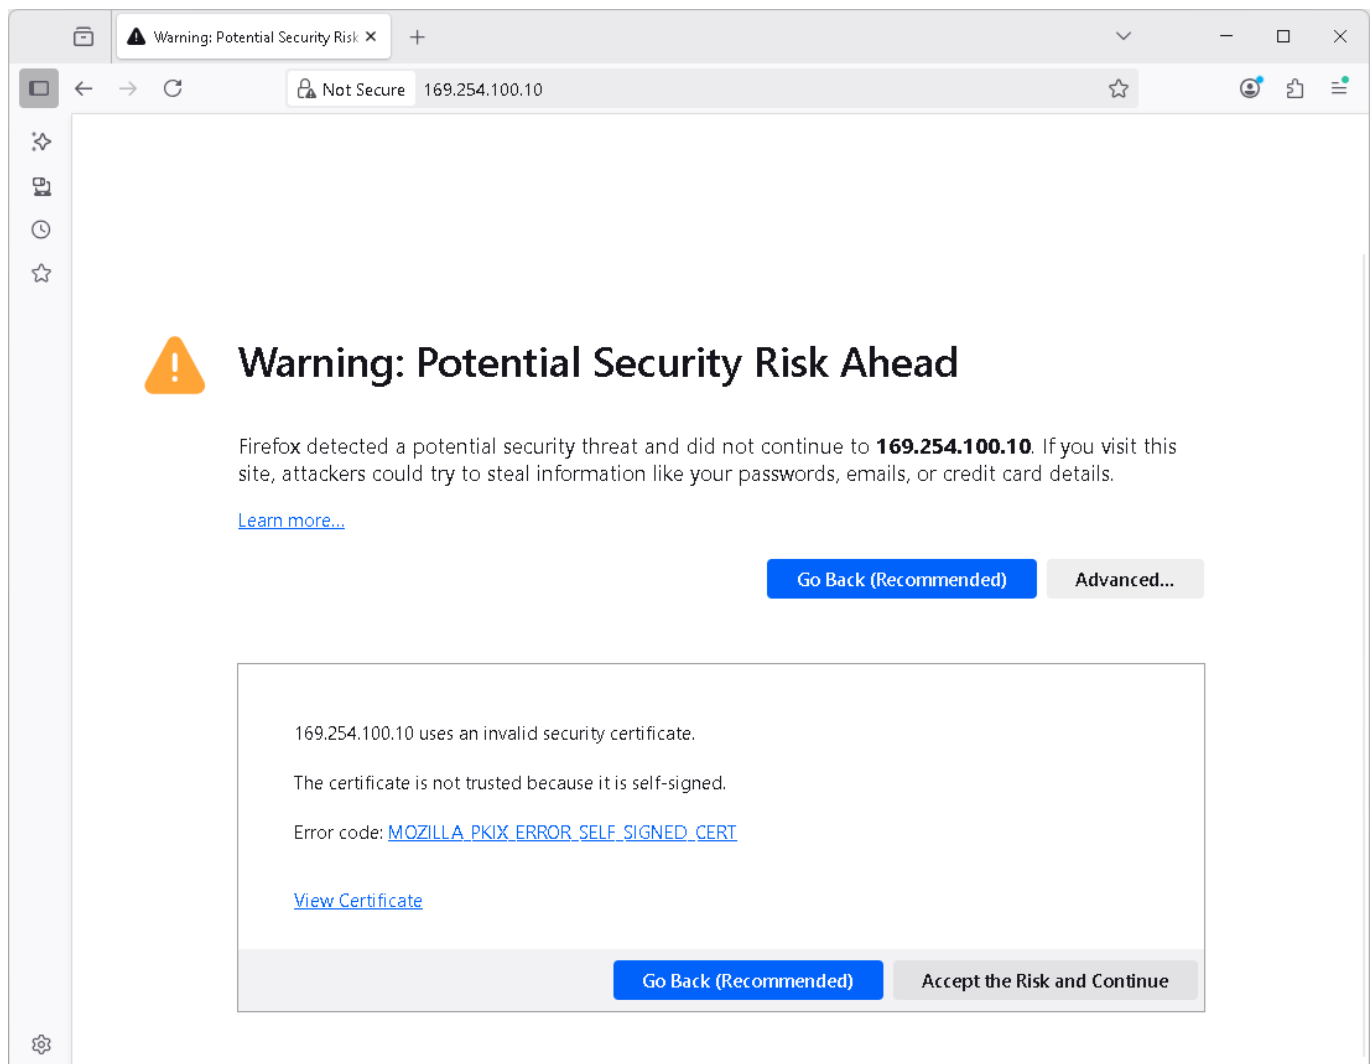 Warning: Potential Security Risk
Not Secure 169.254.100.10
Warning: Potential Security Risk Ahead
Firefox detected a potential security threat and did not continue to 169.254.100.10. If you visit this
site, attackers could try to steal information like your passwords, emails, or credit card details.
Learn more...
Go Back (Recommended) Advanced...
169.254.100.10 uses an invalid security certificate.
The certificate is not trusted because it is self-signed.
Error code: MOZILLA_PKIX_ERROR_SELF_SIGNED_CERT
View Certificate
Go Back (Recommended) Accept the Risk and Continue